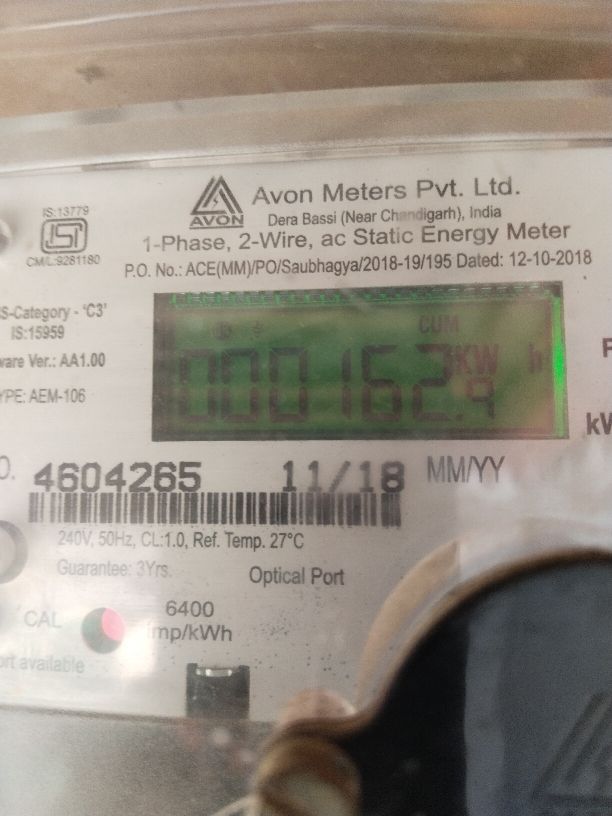 IS:13779
ISI
CM/L:9281180
AVON
Avon Meters Pvt. Ltd.
Dera Bassi (Near Chandigarh), India
1-Phase, 2-Wire, ac Static Energy Meter
P.O. No.: ACE(MM)/PO/Saubhagya/2018-19/195 Dated: 12-10-2018
S-Category - 'C3'
IS:15959
ware Ver.: AA1.00
YPE: AEM-106
CUM
000162.9
KW h
kW
O. 4604265 11/18 MM/YY
240V, 50Hz, CL:1.0, Ref. Temp. 27°C
Guarantee: 3Yrs.
Optical Port
CAL
6400
imp/kWh
ort available